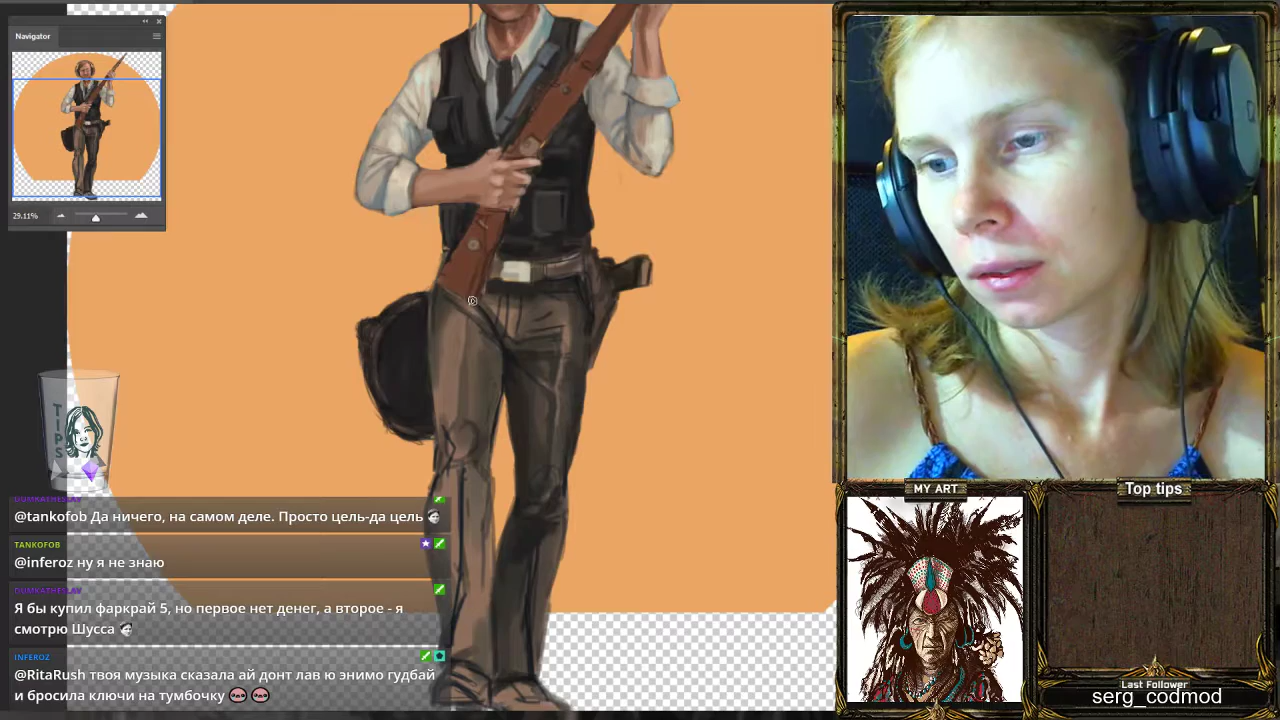 Navigator
29.11%
TIPS
DUMKATHESLAV
@tankofob Да ничего, на самом деле. Просто цель-да цель
TANKOFOB
@inferoz ну я не знаю
DUMKATHESLAV
Я бы купил фаркрай 5, но первое нет денег, а второе - я
смотрю Шусса
INFEROZ
@RitaRush твоя музыка сказала ай донт лав ю энимо гудбай
и бросила ключи на тумбочку
MY ART
Top tips
Last Follower
serg_codmod